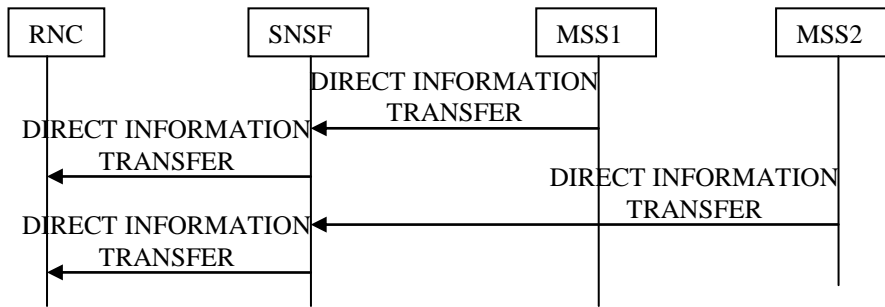 RNC
SNSF
MSS1
MSS2
DIRECT INFORMATION
TRANSFER
DIRECT INFORMATION
TRANSFER
DIRECT INFORMATION
TRANSFER
DIRECT INFORMATION
TRANSFER